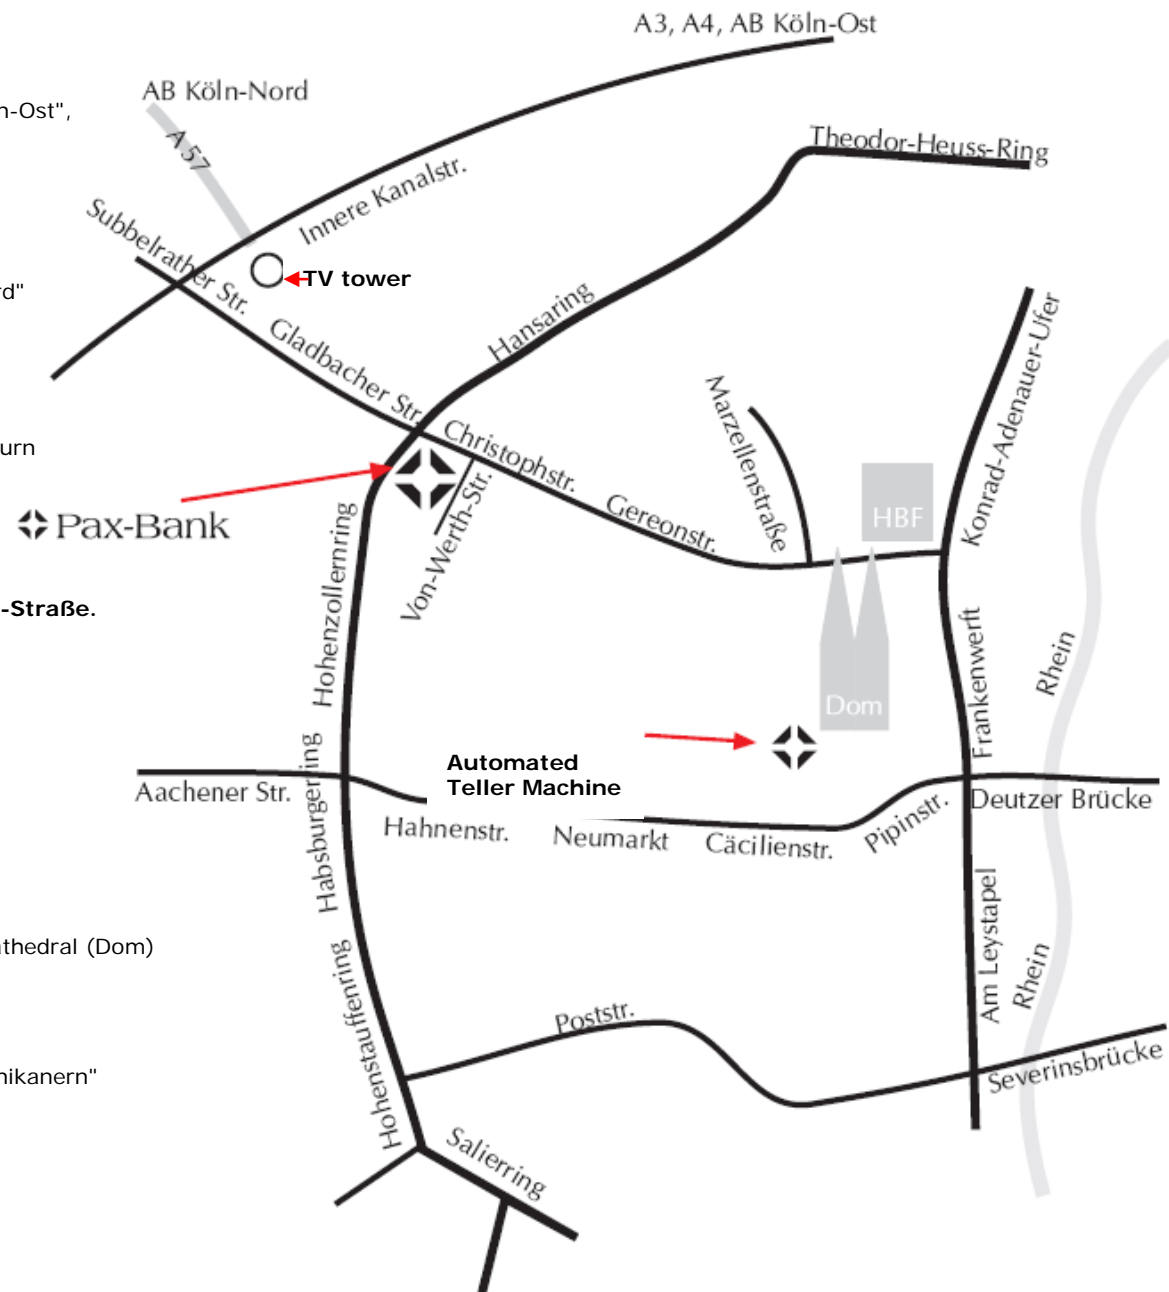 A3, A4, AB Köln-Ost
AB Köln-Nord
n-Ost",
A 57
Theodor-Heuss-Ring
Innere Kanalstr.
Subbelrather Str.
TV tower
rd"
Hansaring
Gladbacher Str.
Konrad-Adenauer-Ufer
Marzellenstraße
Christophstr.
urn
Von-Werth-Str.
Gereonstr.
HBF
Pax-Bank
Hohenzollernring
-Straße.
Frankenwerft
Rhein
Dom
Habsburgerring
Automated
Teller Machine
Aachener Str.
Deutzer Brücke
Hahnenstr.
Neumarkt
Cäcilienstr.
Pipinstr.
Am Leystapel
athedral (Dom)
Hohenstauffenring
Rhein
Poststr.
nikanern"
Severinsbrücke
Salierring